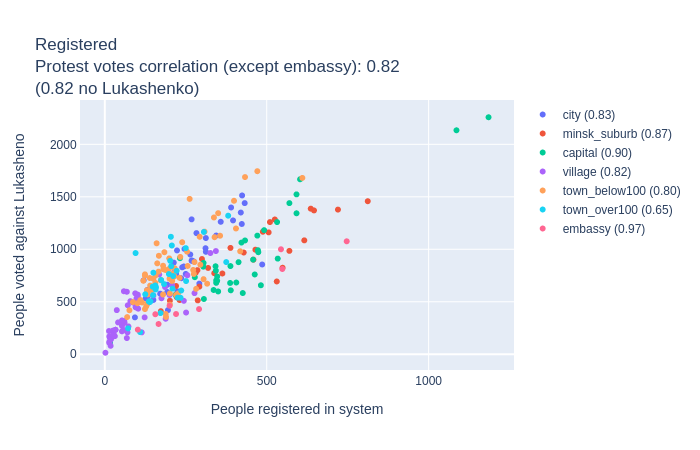 Registered
Protest votes correlation (except embassy): 0.82
(0.82 no Lukashenko)
People voted against Lukasheno
2000
1500
1000
500
0
0
500
1000
People registered in system
city (0.83)
minsk_suburb (0.87)
capital (0.90)
village (0.82)
town_below100 (0.80)
town_over100 (0.65)
embassy (0.97)